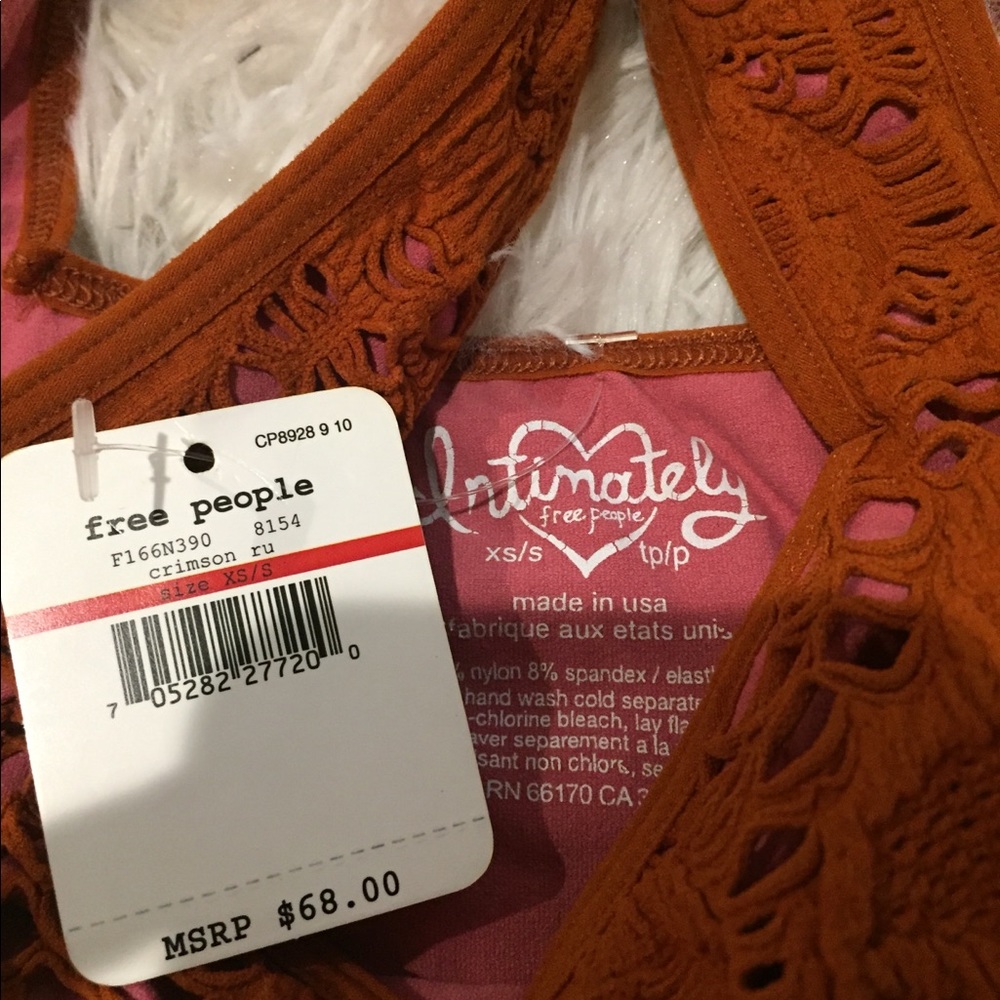 CP8928 9 10
free people
F166N390 8154
crimson ru
size XS/S
7 05282 27720 0
MSRP $68.00
Intimately
free people
xs/s tp/p
made in usa
fabrique aux etats unis
% nylon 8% spandex / elast
hand wash cold separate
-chlorine bleach, lay fla
aver separement a la
sant non chlore, se
RN 66170 CA 3